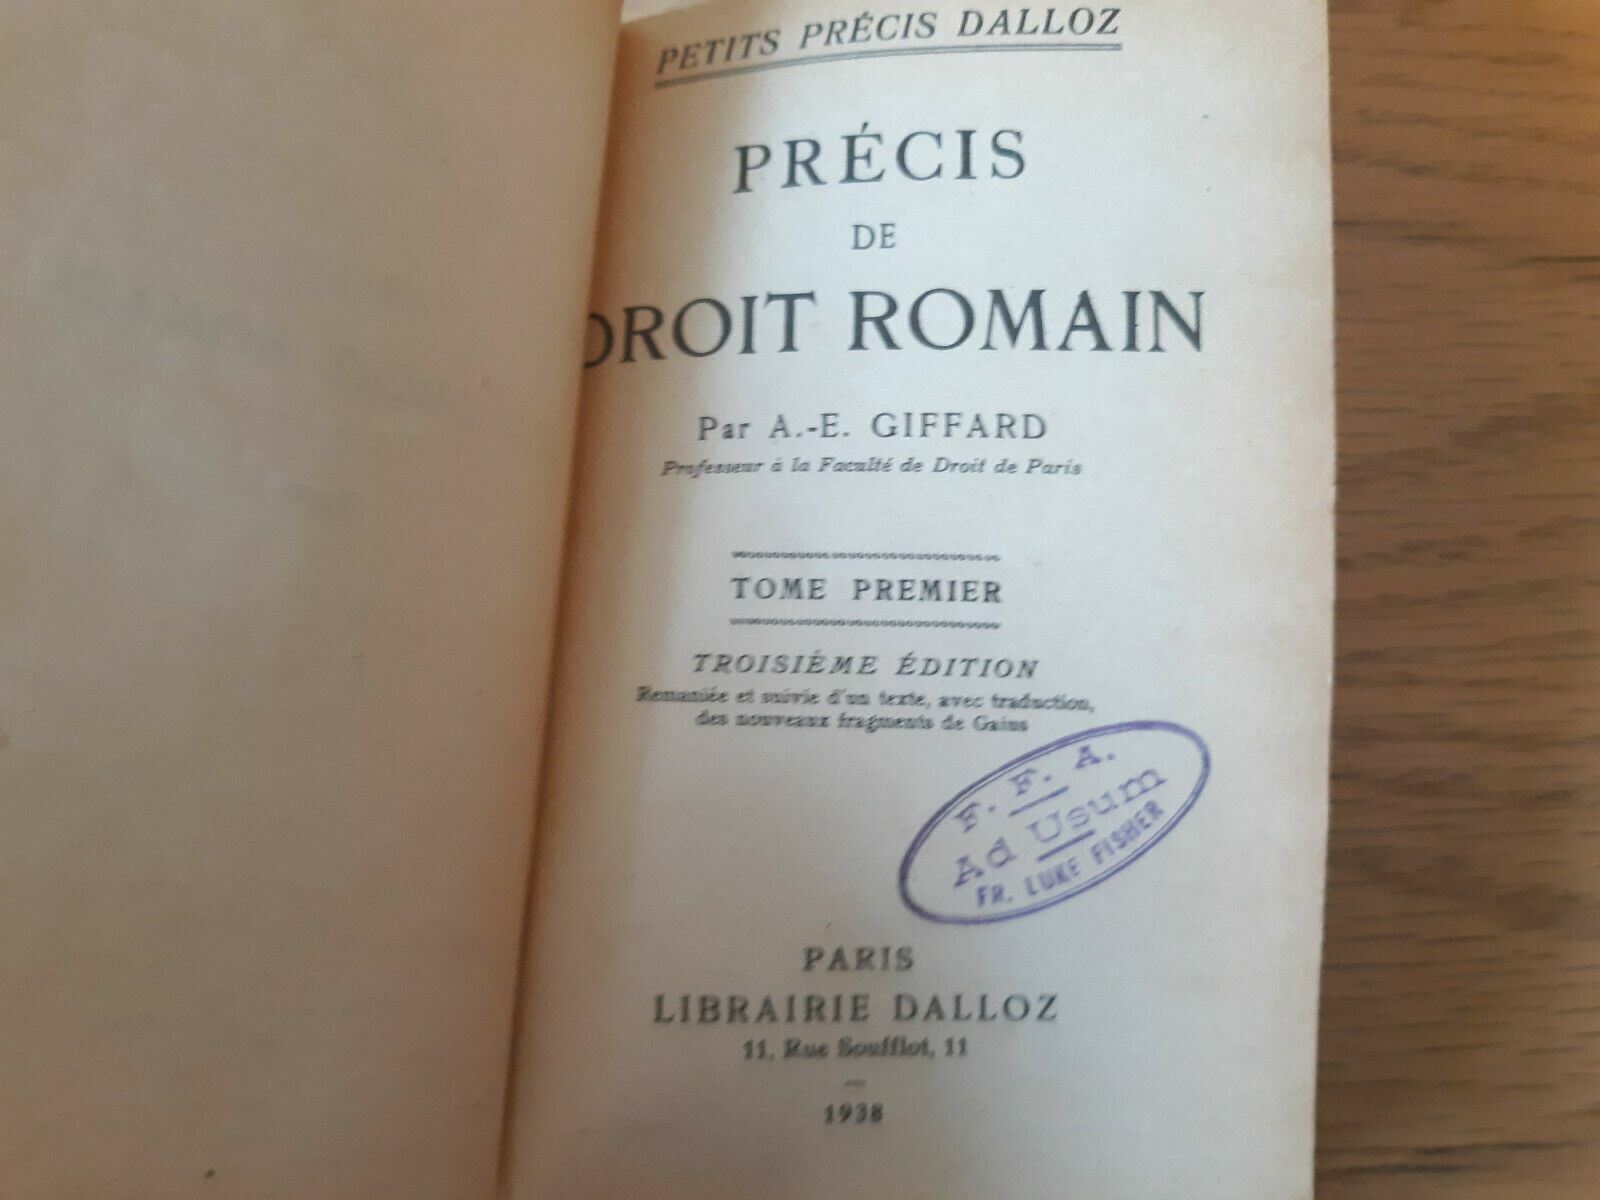 PETITS PRÉCIS DALLOZ
PRÉCIS
DE
DROIT ROMAIN
Par A.-E. GIFFARD
Professeur à la Faculté de Droit de Paris
TOME PREMIER
TROISIÈME ÉDITION
Remaniée et suivie d'un texte, avec traduction,
des nouveaux fragments de Gaius
F. F. A.
Ad Usum
FR. LUKE FISHER
PARIS
LIBRAIRIE DALLOZ
11, Rue Soufflot, 11
1938